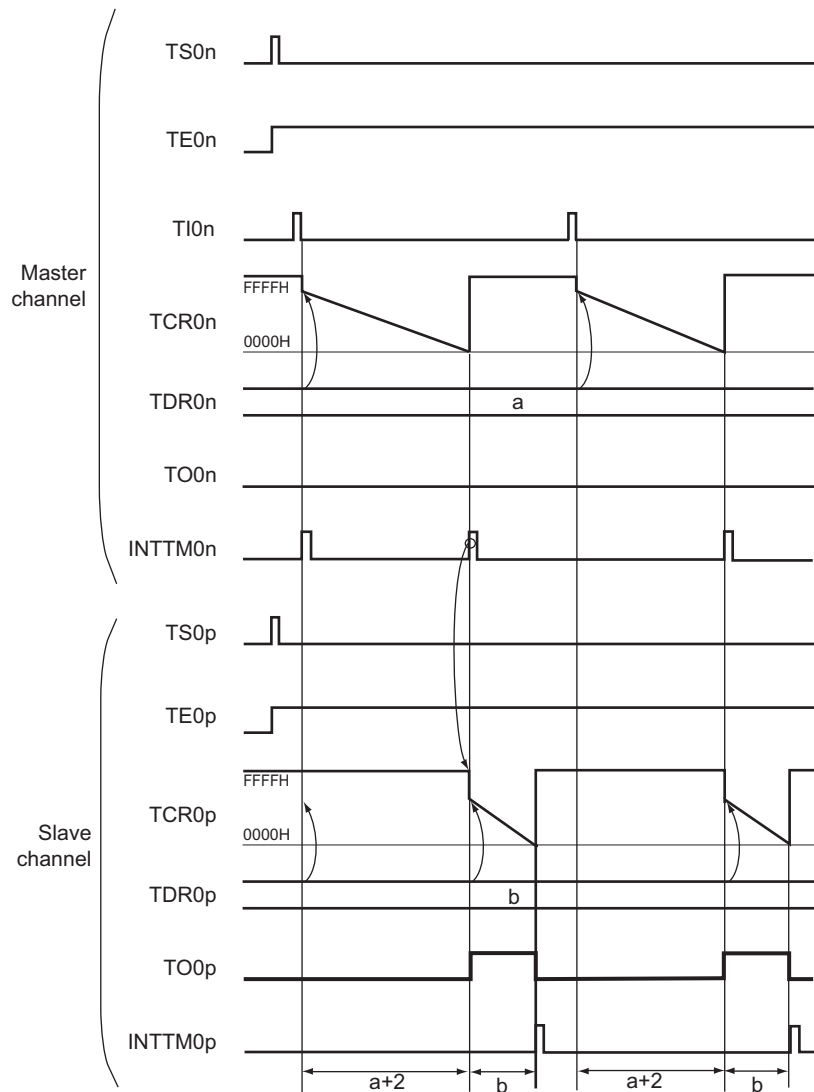 TS0n
TE0n
TI0n
Master
channel
FFFFH
TCR0n
0000H
TDR0n
a
TO0n
INTTM0n
TS0p
TE0p
FFFFH
TCR0p
0000H
Slave
channel
TDR0p
b
TO0p
INTTM0p
a+2 b a+2 b